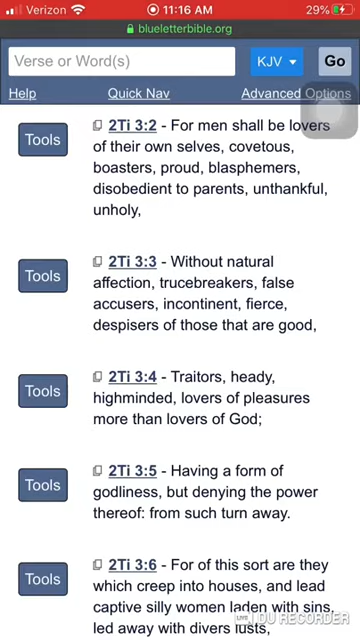 Verizon 11:16 AM 29%
blueletterbible.org
Verse or Word(s) KJV Go
Help Quick Nav Advanced Options
Tools 2Ti 3:2 - For men shall be lovers
of their own selves, covetous,
boasters, proud, blasphemers,
disobedient to parents, unthankful,
unholy,
Tools 2Ti 3:3 - Without natural
affection, trucebreakers, false
accusers, incontinent, fierce,
despisers of those that are good,
Tools 2Ti 3:4 - Traitors, heady,
highminded, lovers of pleasures
more than lovers of God;
Tools 2Ti 3:5 - Having a form of
godliness, but denying the power
thereof: from such turn away.
Tools 2Ti 3:6 - For of this sort are they
which creep into houses, and lead
captive silly women laden with sins,
led away with divers lusts,
DU RECORDER